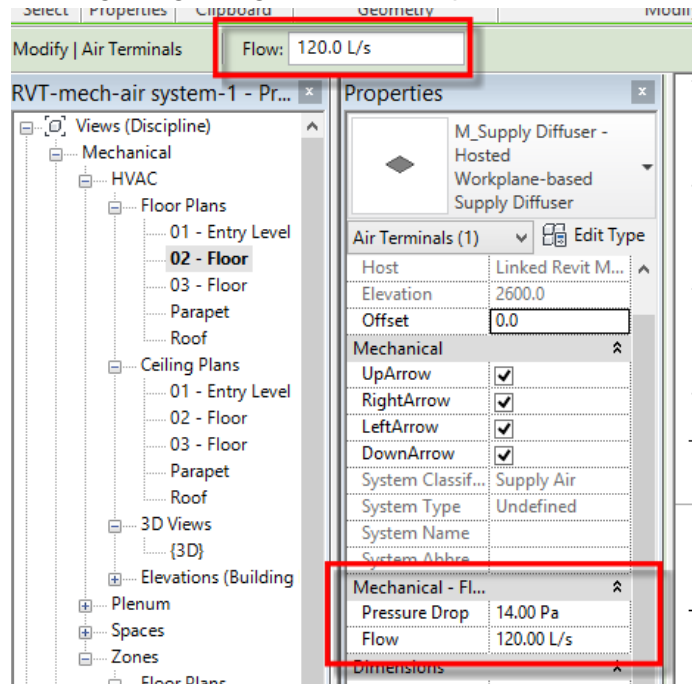 Select Properties Clipboard Geometry
Modify | Air Terminals Flow: 120.0 L/s
RVT-mech-air system-1 - Pr... x
Views (Discipline)
Mechanical
HVAC
Floor Plans
01 - Entry Level
02 - Floor
03 - Floor
Parapet
Roof
Ceiling Plans
01 - Entry Level
02 - Floor
03 - Floor
Parapet
Roof
3D Views
{3D}
Elevations (Building
Plenum
Spaces
Zones
Floor Plans
Properties x
M_Supply Diffuser -
Hosted
Workplane-based
Supply Diffuser
Air Terminals (1) Edit Type
Host Linked Revit M...
Elevation 2600.0
Offset 0.0
Mechanical
UpArrow
RightArrow
LeftArrow
DownArrow
System Classif... Supply Air
System Type Undefined
System Name
System Abbre...
Mechanical - Fl...
Pressure Drop 14.00 Pa
Flow 120.00 L/s
Dimensions